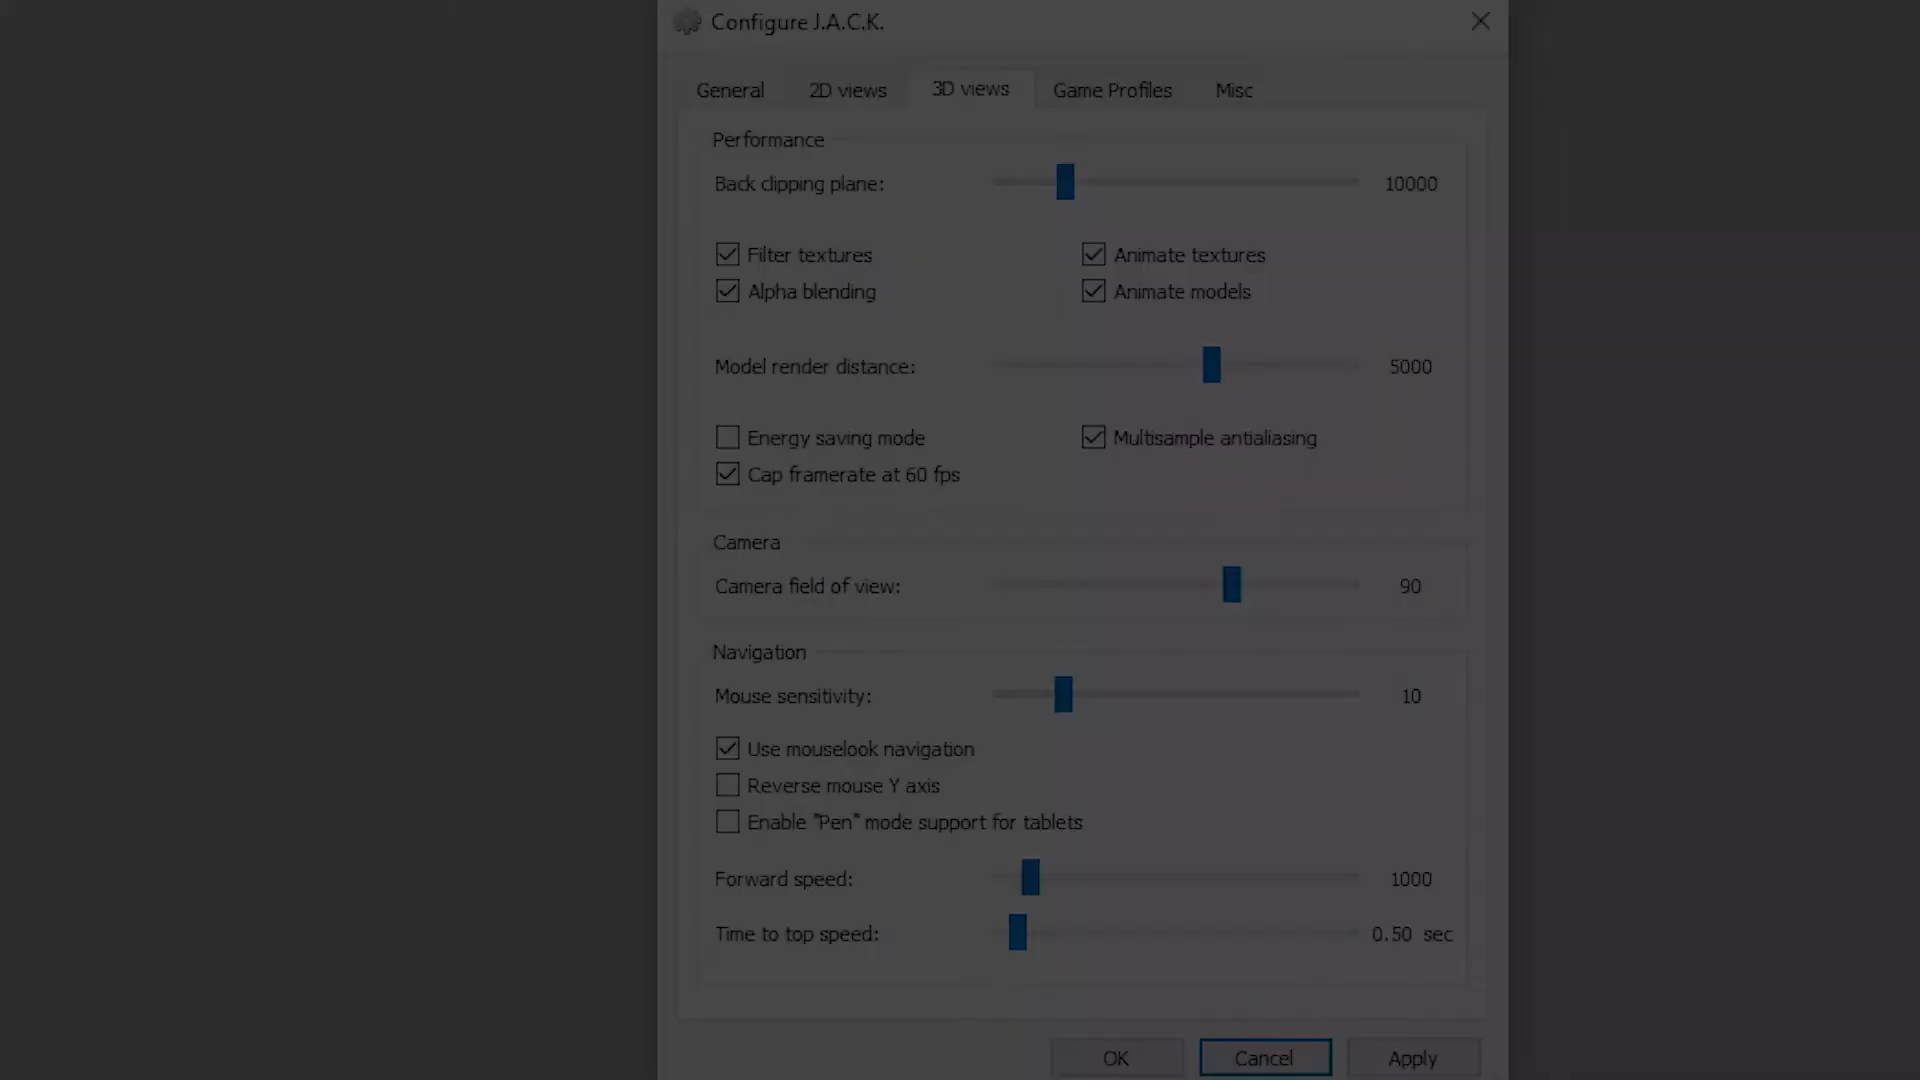 Configure J.A.C.K.
General 2D views 3D views Game Profiles Misc
Performance
Back clipping plane: 10000
Filter textures Animate textures
Alpha blending Animate models
Model render distance: 5000
Energy saving mode Multisample antialiasing
Cap framerate at 60 fps
Camera
Camera field of view: 90
Navigation
Mouse sensitivity: 10
Use mouselook navigation
Reverse mouse Y axis
Enable "Pen" mode support for tablets
Forward speed: 1000
Time to top speed: 0.50 sec
OK Cancel Apply